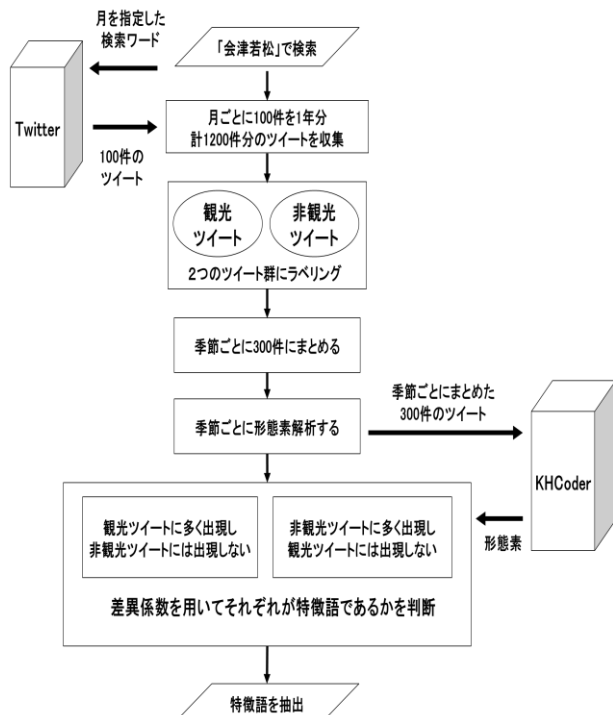 月を指定した
検索ワード
「会津若松」で検索
Twitter
月ごとに100件を1年分
計1200件分のツイートを収集
100件の
ツイート
観光
ツイート
非観光
ツイート
2つのツイート群にラベリング
季節ごとに300件にまとめる
季節ごとにまとめた
300件のツイート
季節ごとに形態素解析する
KHCoder
観光ツイートに多く出現し
非観光ツイートには出現しない
非観光ツイートに多く出現し
観光ツイートには出現しない
形態素
差異係数を用いてそれぞれが特徴語であるかを判断
特徴語を抽出